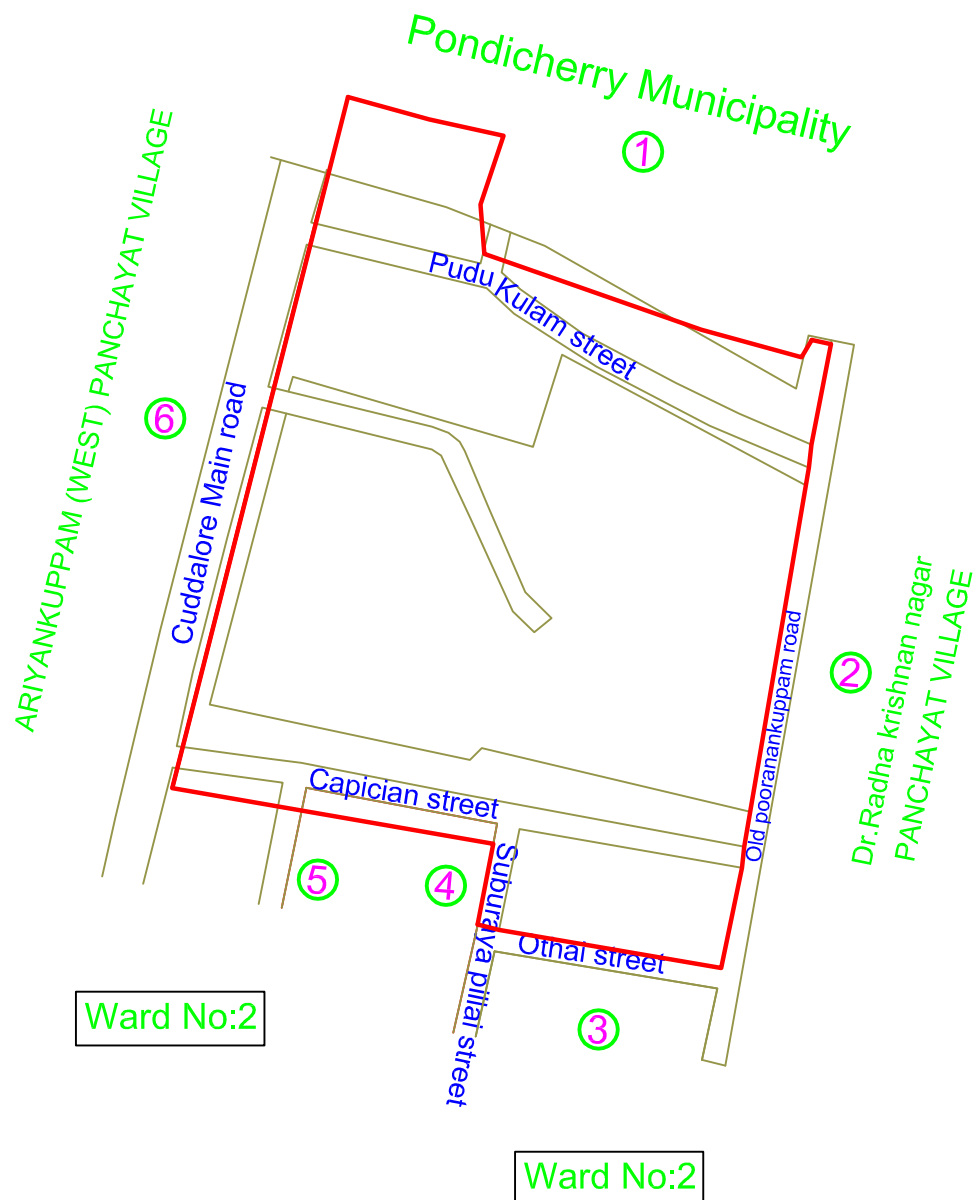 Pondicherry Municipality
1
ARIYANKUPPAM (WEST) PANCHAYAT VILLAGE
Pudu Kulam street
6
Cuddalore Main road
2
Dr.Radha krishnan nagar
PANCHAYAT VILLAGE
Old pooranankuppam road
Capician street
5
4
Suburaya pillai street
Othai street
3
Ward No:2
Ward No:2